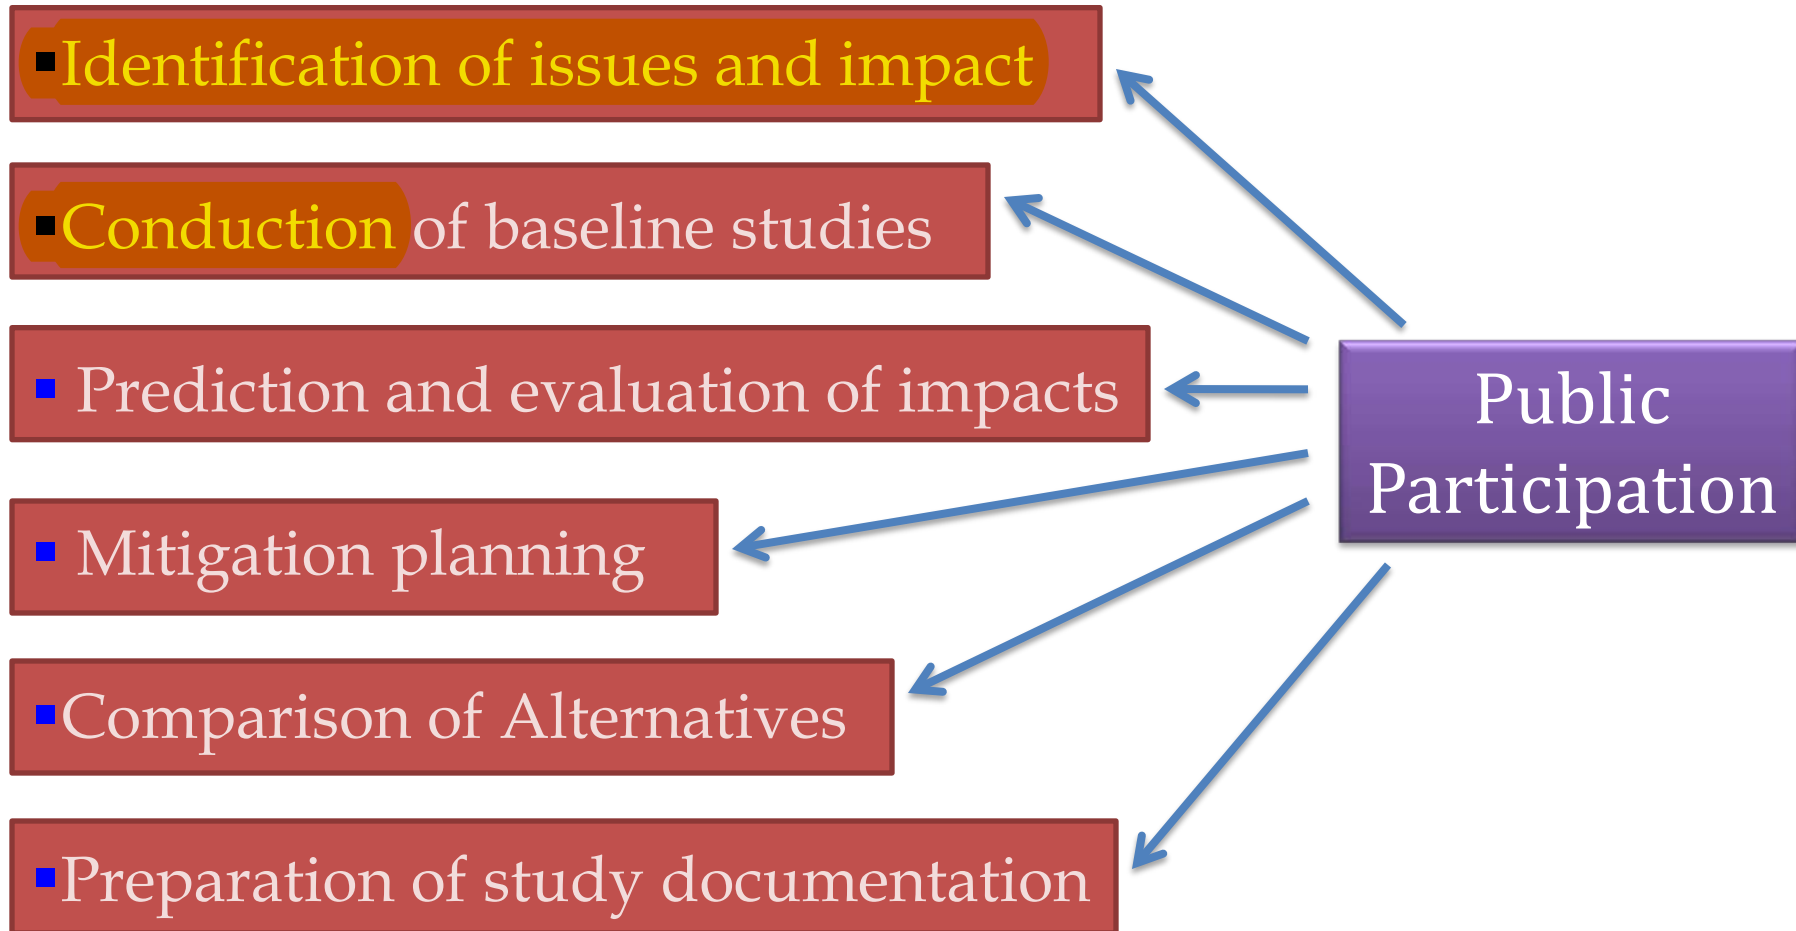 Identification of issues and impact
Conduction of baseline studies
Prediction and evaluation of impacts
Mitigation planning
Comparison of Alternatives
Preparation of study documentation
Public
Participation